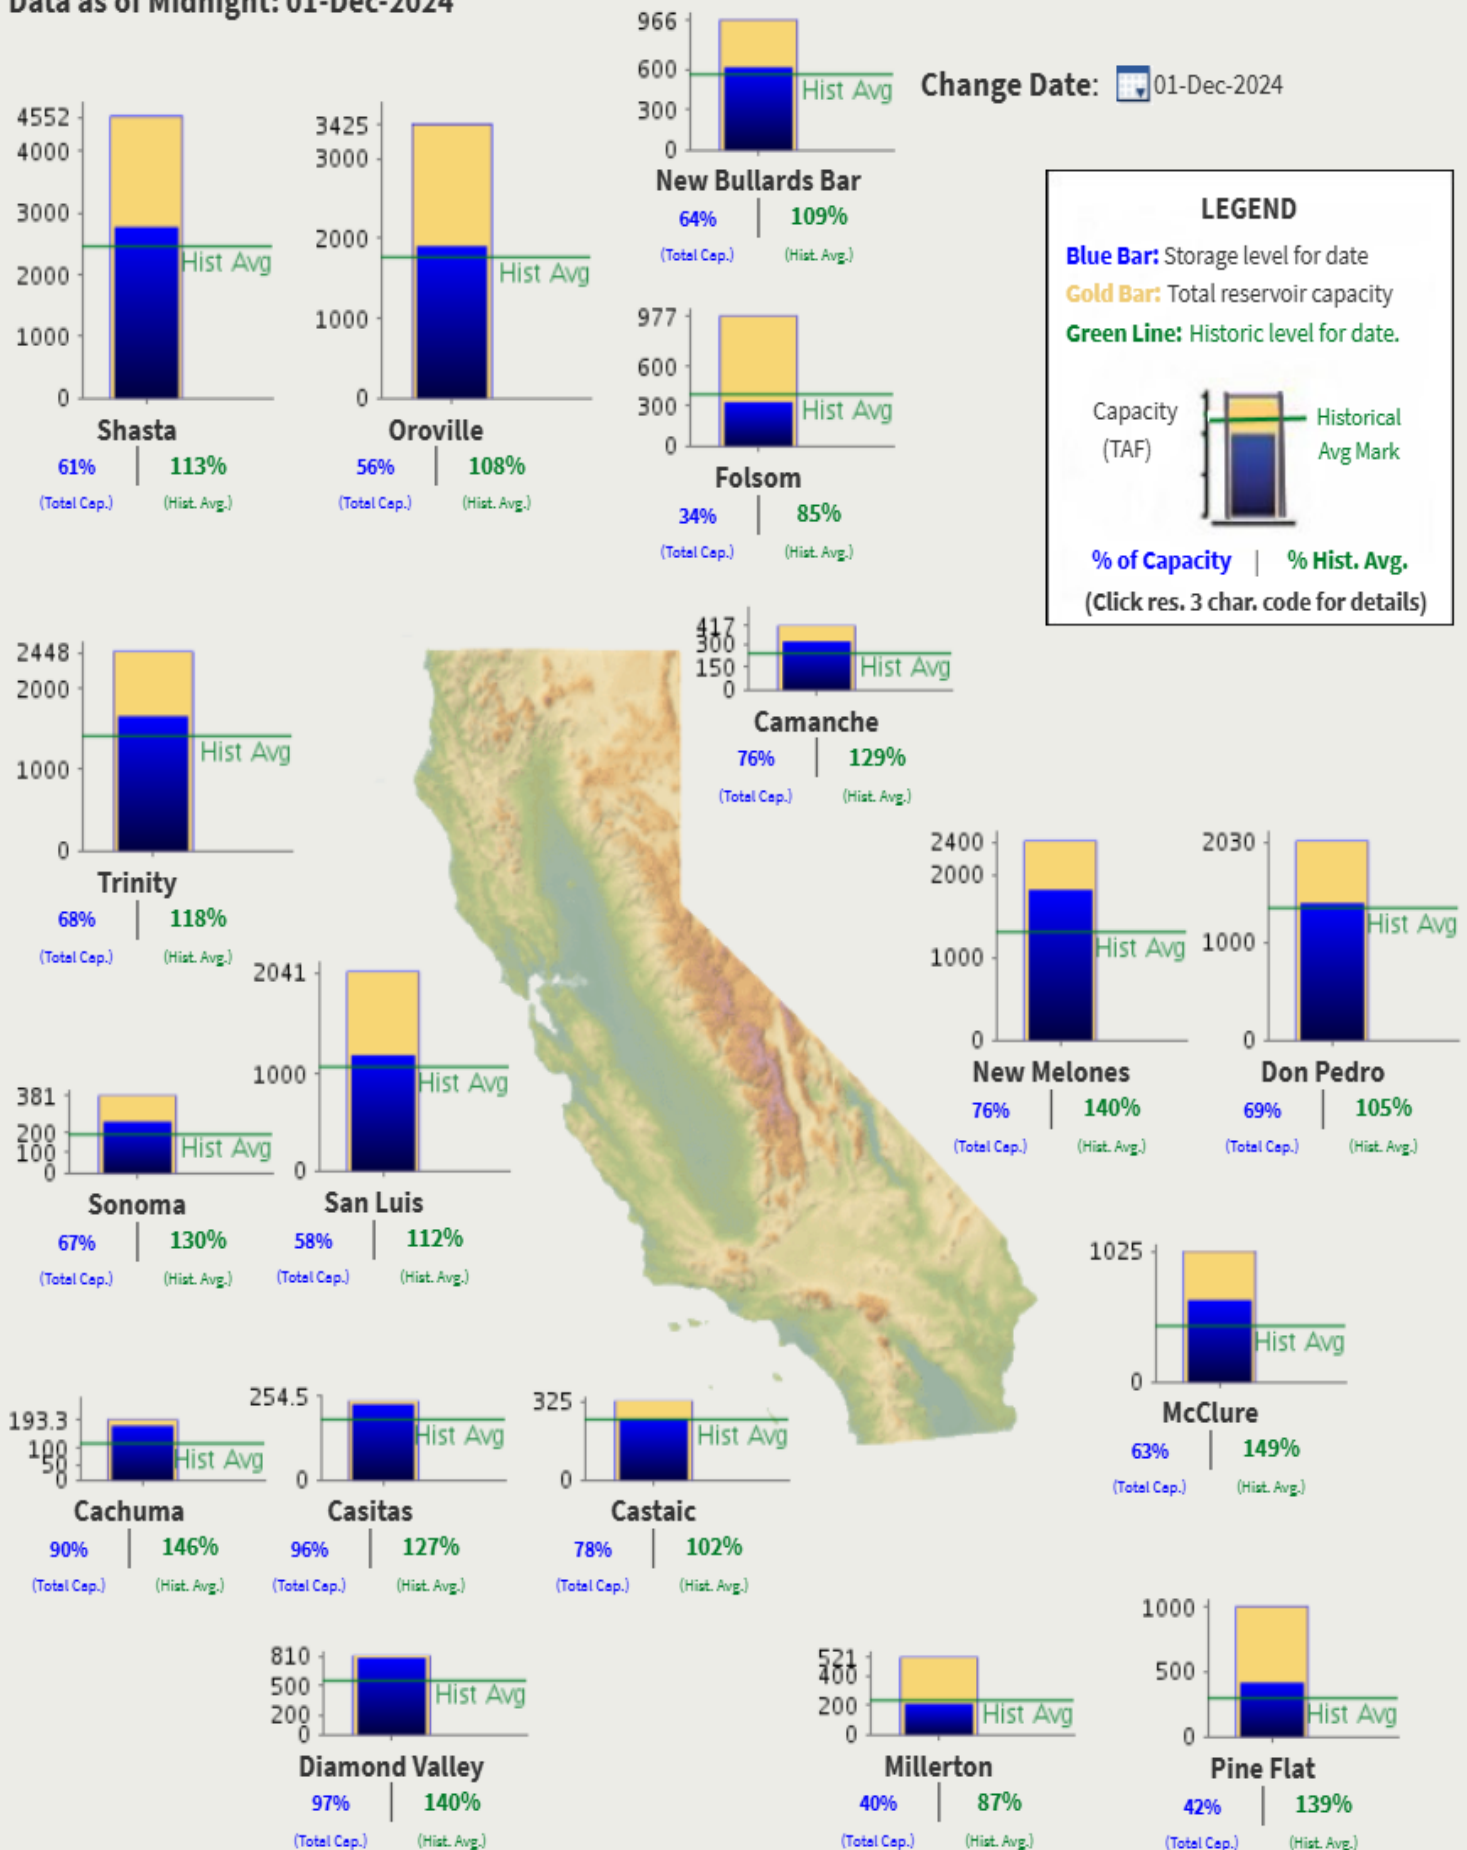 Data as of Midnight: 01-Dec-2024
Change Date: 01-Dec-2024
966
600
300
0
Hist Avg
New Bullards Bar
64% | 109%
(Total Cap.) (Hist. Avg.)
4552
4000
3000
2000
1000
0
Hist Avg
Shasta
61% | 113%
(Total Cap.) (Hist. Avg.)
3425
3000
2000
1000
0
Hist Avg
Oroville
56% | 108%
(Total Cap.) (Hist. Avg.)
977
600
300
0
Hist Avg
Folsom
34% | 85%
(Total Cap.) (Hist. Avg.)
LEGEND
Blue Bar: Storage level for date
Gold Bar: Total reservoir capacity
Green Line: Historic level for date.
Capacity
(TAF)
Historical
Avg Mark
% of Capacity | % Hist. Avg.
(Click res. 3 char. code for details)
2448
2000
1000
0
Hist Avg
Trinity
68% | 118%
(Total Cap.) (Hist. Avg.)
417
300
150
0
Hist Avg
Camanche
76% | 129%
(Total Cap.) (Hist. Avg.)
2400
2000
1000
0
Hist Avg
New Melones
76% | 140%
(Total Cap.) (Hist. Avg.)
2030
1000
0
Hist Avg
Don Pedro
69% | 105%
(Total Cap.) (Hist. Avg.)
381
200
100
0
Hist Avg
Sonoma
67% | 130%
(Total Cap.) (Hist. Avg.)
2041
1000
0
Hist Avg
San Luis
58% | 112%
(Total Cap.) (Hist. Avg.)
1025
0
Hist Avg
McClure
63% | 149%
(Total Cap.) (Hist. Avg.)
193.3
100
50
0
Hist Avg
Cachuma
90% | 146%
(Total Cap.) (Hist. Avg.)
254.5
0
Hist Avg
Casitas
96% | 127%
(Total Cap.) (Hist. Avg.)
325
0
Hist Avg
Castaic
78% | 102%
(Total Cap.) (Hist. Avg.)
810
500
200
0
Hist Avg
Diamond Valley
97% | 140%
(Total Cap.) (Hist. Avg.)
521
400
200
0
Hist Avg
Millerton
40% | 87%
(Total Cap.) (Hist. Avg.)
1000
500
0
Hist Avg
Pine Flat
42% | 139%
(Total Cap.) (Hist. Avg.)